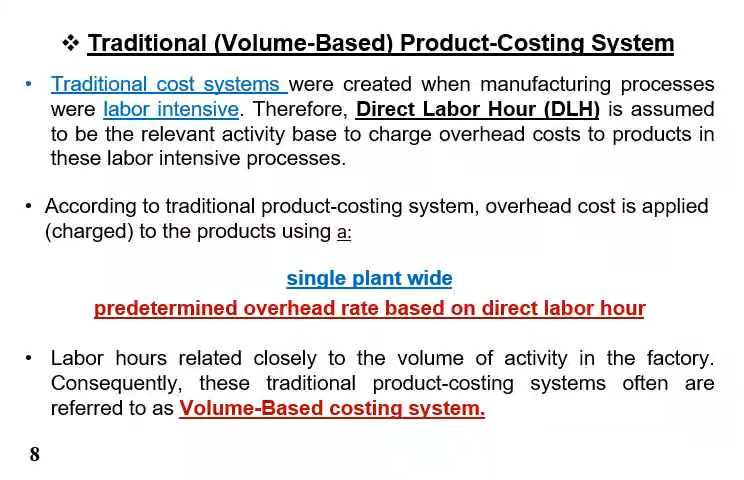 ❖ Traditional (Volume-Based) Product-Costing System
• Traditional cost systems were created when manufacturing processes
were labor intensive. Therefore, Direct Labor Hour (DLH) is assumed
to be the relevant activity base to charge overhead costs to products in
these labor intensive processes.
• According to traditional product-costing system, overhead cost is applied
(charged) to the products using a:
single plant wide
predetermined overhead rate based on direct labor hour
• Labor hours related closely to the volume of activity in the factory.
Consequently, these traditional product-costing systems often are
referred to as Volume-Based costing system.
8